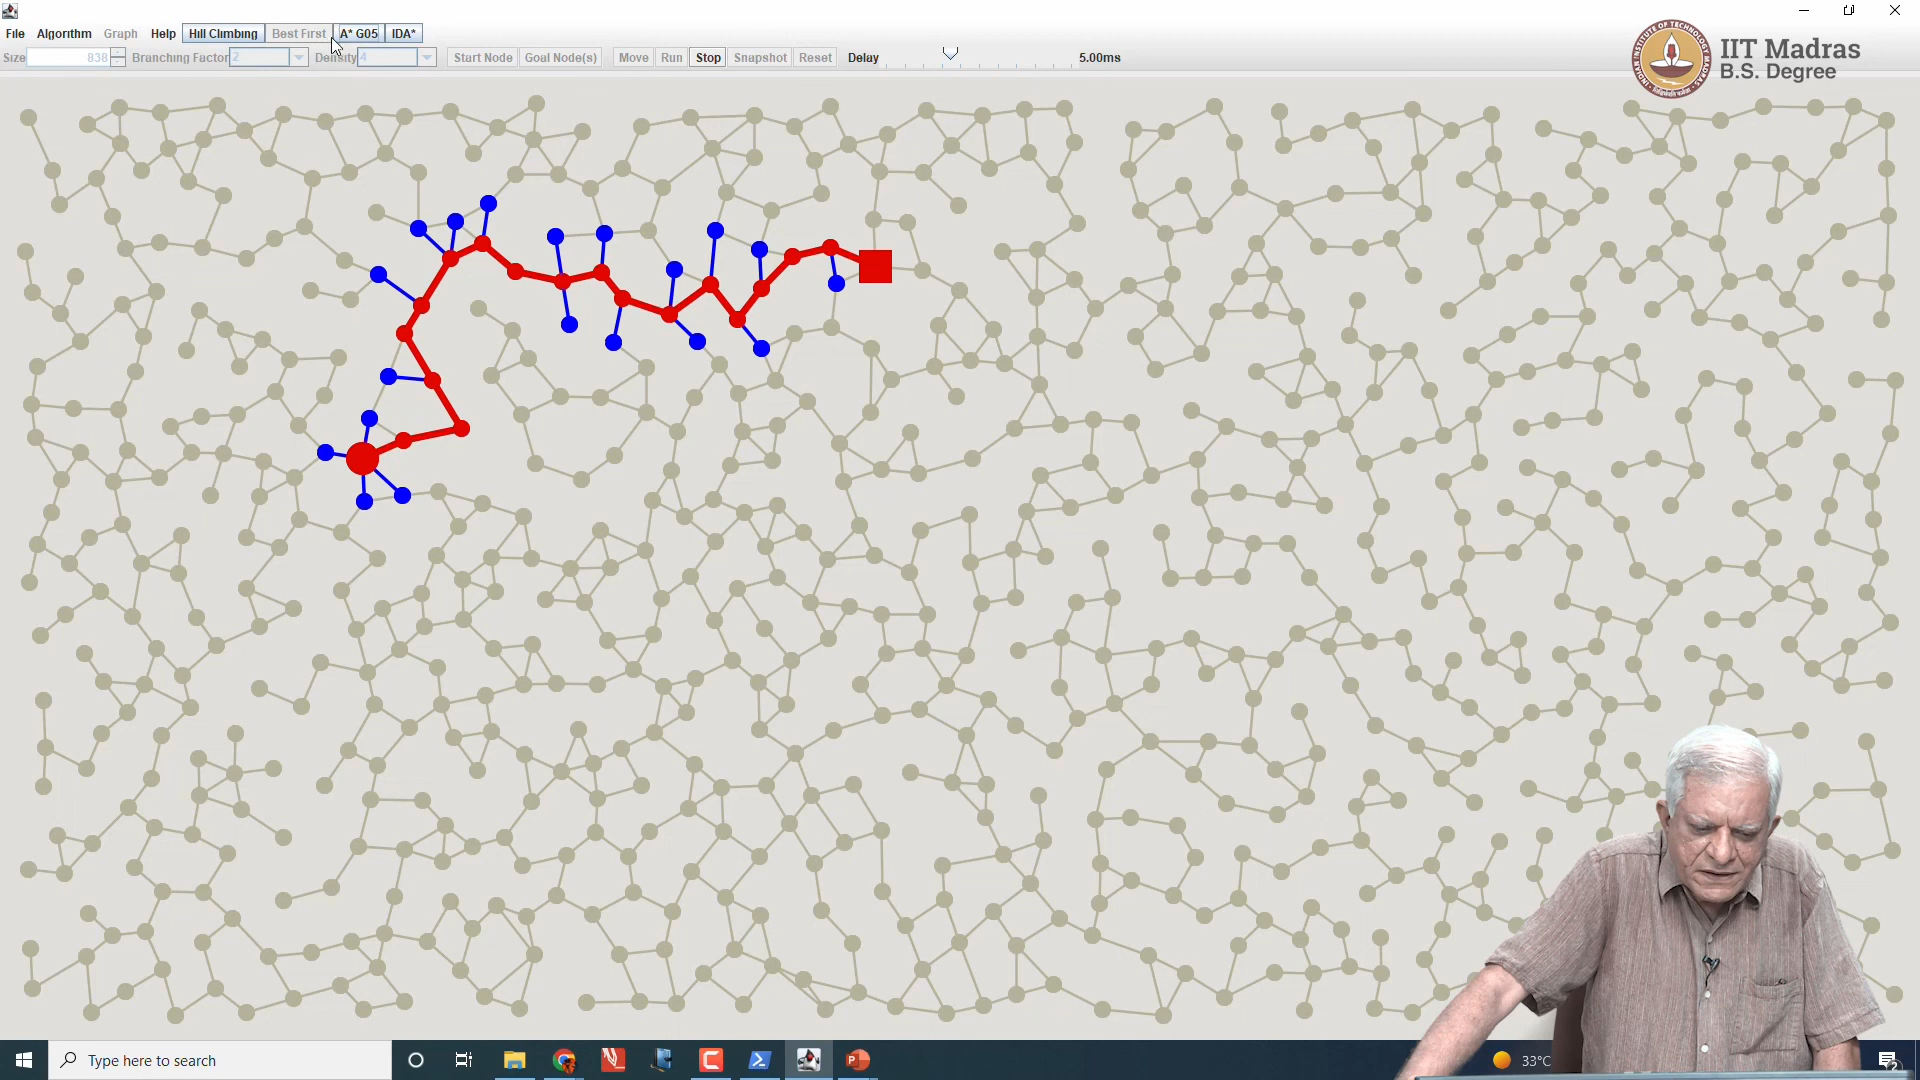 File Algorithm Graph Help Hill Climbing Best First A* G05 IDA*
Size 838 Branching Factor 2 Density 4 Start Node Goal Node(s) Move Run Stop Snapshot Reset Delay 5.00ms
IIT Madras
B.S. Degree
Type here to search
33°C